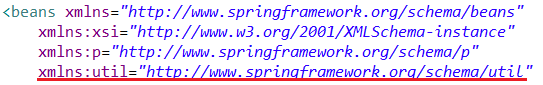 <beans xmlns="http://www.springframework.org/schema/beans"
xmlns:xsi="http://www.w3.org/2001/XMLSchema-instance"
xmlns:p="http://www.springframework.org/schema/p"
xmlns:util="http://www.springframework.org/schema/util"